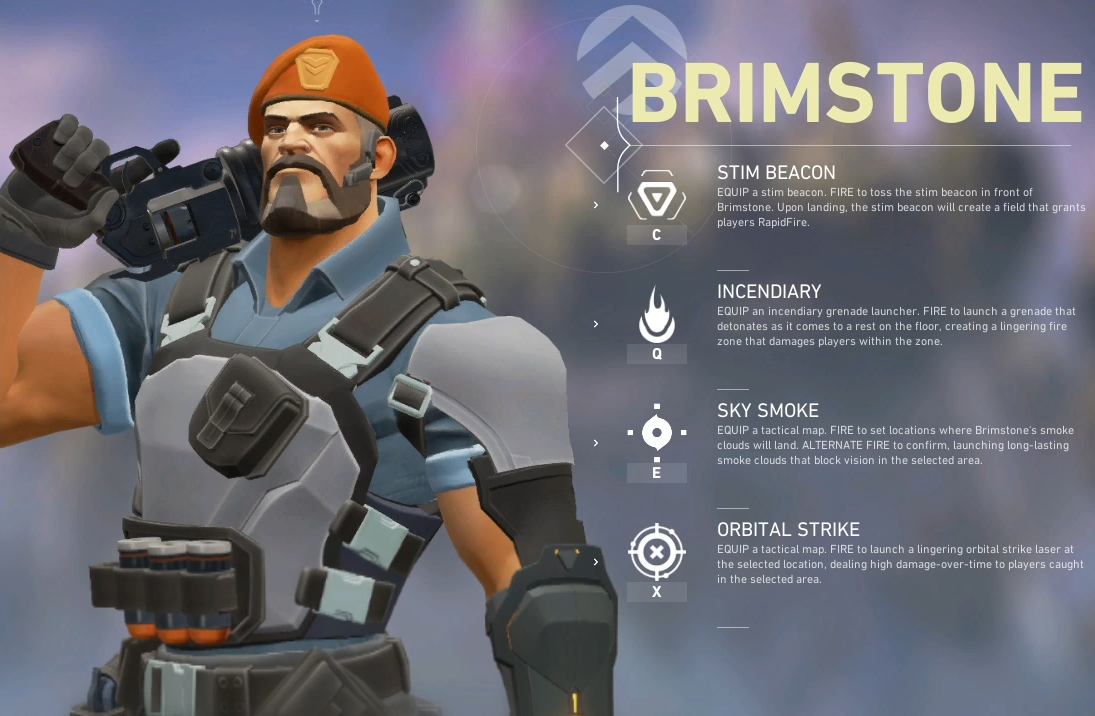 BRIMSTONE
STIM BEACON
EQUIP a stim beacon. FIRE to toss the stim beacon in front of
Brimstone. Upon landing, the stim beacon will create a field that grants
players RapidFire.
C
INCENDIARY
EQUIP an incendiary grenade launcher. FIRE to launch a grenade that
detonates as it comes to a rest on the floor, creating a lingering fire
zone that damages players within the zone.
Q
SKY SMOKE
EQUIP a tactical map. FIRE to set locations where Brimstone's smoke
clouds will land. ALTERNATE FIRE to confirm, launching long-lasting
smoke clouds that block vision in the selected area.
E
ORBITAL STRIKE
EQUIP a tactical map. FIRE to launch a lingering orbital strike laser at
the selected location, dealing high damage-over-time to players caught
in the selected area.
X